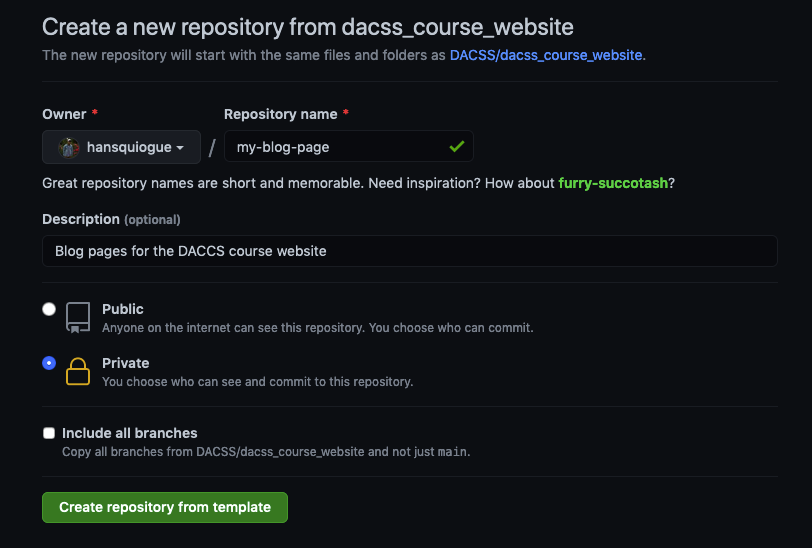 Create a new repository from dacss_course_website
The new repository will start with the same files and folders as DACSS/dacss_course_website.
Owner * Repository name *
hansquiogue / my-blog-page
Great repository names are short and memorable. Need inspiration? How about furry-succotash?
Description (optional)
Blog pages for the DACCS course website
Public
Anyone on the internet can see this repository. You choose who can commit.
Private
You choose who can see and commit to this repository.
Include all branches
Copy all branches from DACSS/dacss_course_website and not just main.
Create repository from template